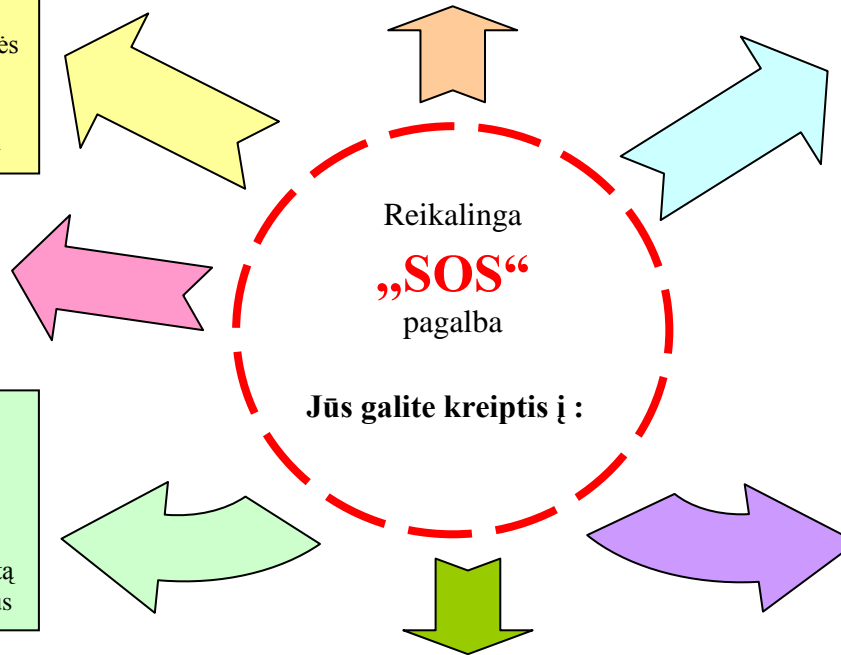 Reikalinga
„SOS“
pagalba
Jūs galite kreiptis į :